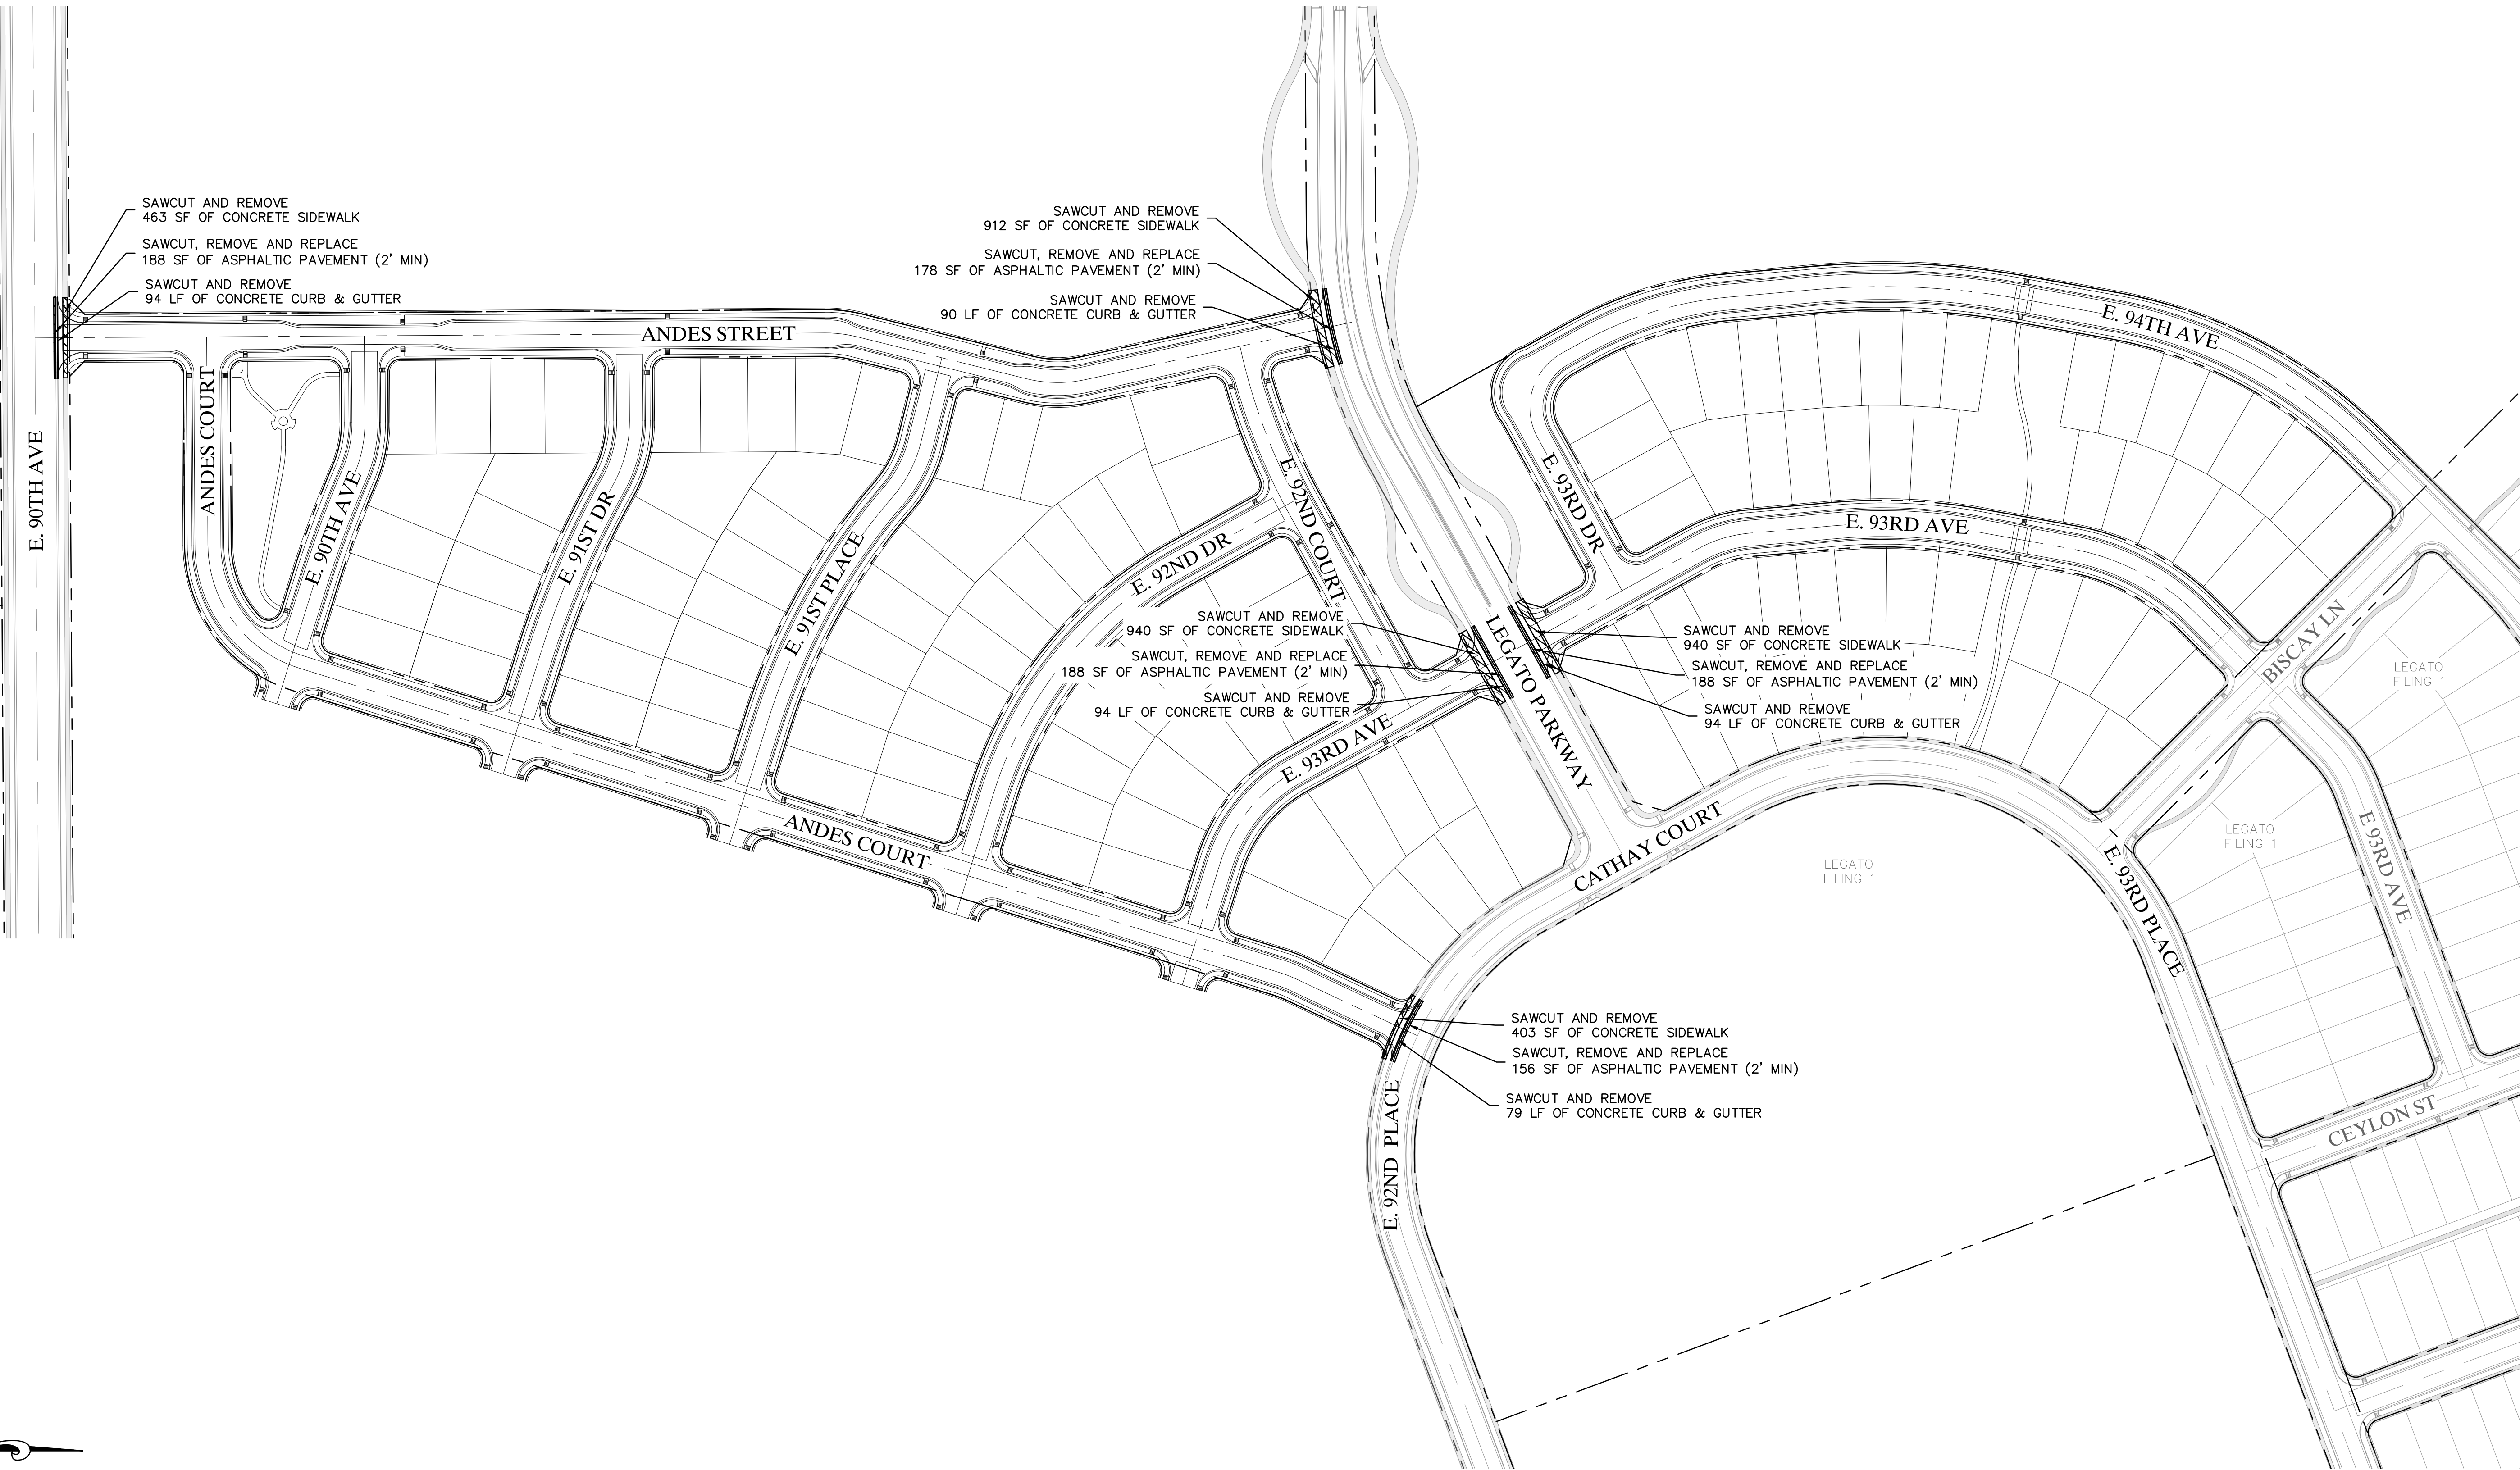 SAWCUT AND REMOVE
463 SF OF CONCRETE SIDEWALK
SAWCUT, REMOVE AND REPLACE
188 SF OF ASPHALTIC PAVEMENT (2' MIN)
SAWCUT AND REMOVE
94 LF OF CONCRETE CURB & GUTTER
SAWCUT AND REMOVE
912 SF OF CONCRETE SIDEWALK
SAWCUT, REMOVE AND REPLACE
178 SF OF ASPHALTIC PAVEMENT (2' MIN)
SAWCUT AND REMOVE
90 LF OF CONCRETE CURB & GUTTER
ANDES STREET
E. 94TH AVE
E. 90TH AVE
ANDES COURT
E. 90TH AVE
E. 91ST DR
E. 91ST PLACE
E. 92ND DR
E. 92ND COURT
E. 93RD DR
E. 93RD AVE
SAWCUT AND REMOVE
940 SF OF CONCRETE SIDEWALK
SAWCUT, REMOVE AND REPLACE
188 SF OF ASPHALTIC PAVEMENT (2' MIN)
SAWCUT AND REMOVE
94 LF OF CONCRETE CURB & GUTTER
LEGATO PARKWAY
SAWCUT AND REMOVE
940 SF OF CONCRETE SIDEWALK
SAWCUT, REMOVE AND REPLACE
188 SF OF ASPHALTIC PAVEMENT (2' MIN)
SAWCUT AND REMOVE
94 LF OF CONCRETE CURB & GUTTER
BISCAY LN
LEGATO
FILING 1
E. 93RD AVE
ANDES COURT
CATHAY COURT
LEGATO
FILING 1
LEGATO
FILING 1
E. 93RD PLACE
E 93RD AVE
SAWCUT AND REMOVE
403 SF OF CONCRETE SIDEWALK
SAWCUT, REMOVE AND REPLACE
156 SF OF ASPHALTIC PAVEMENT (2' MIN)
SAWCUT AND REMOVE
79 LF OF CONCRETE CURB & GUTTER
E. 92ND PLACE
CEYLON ST